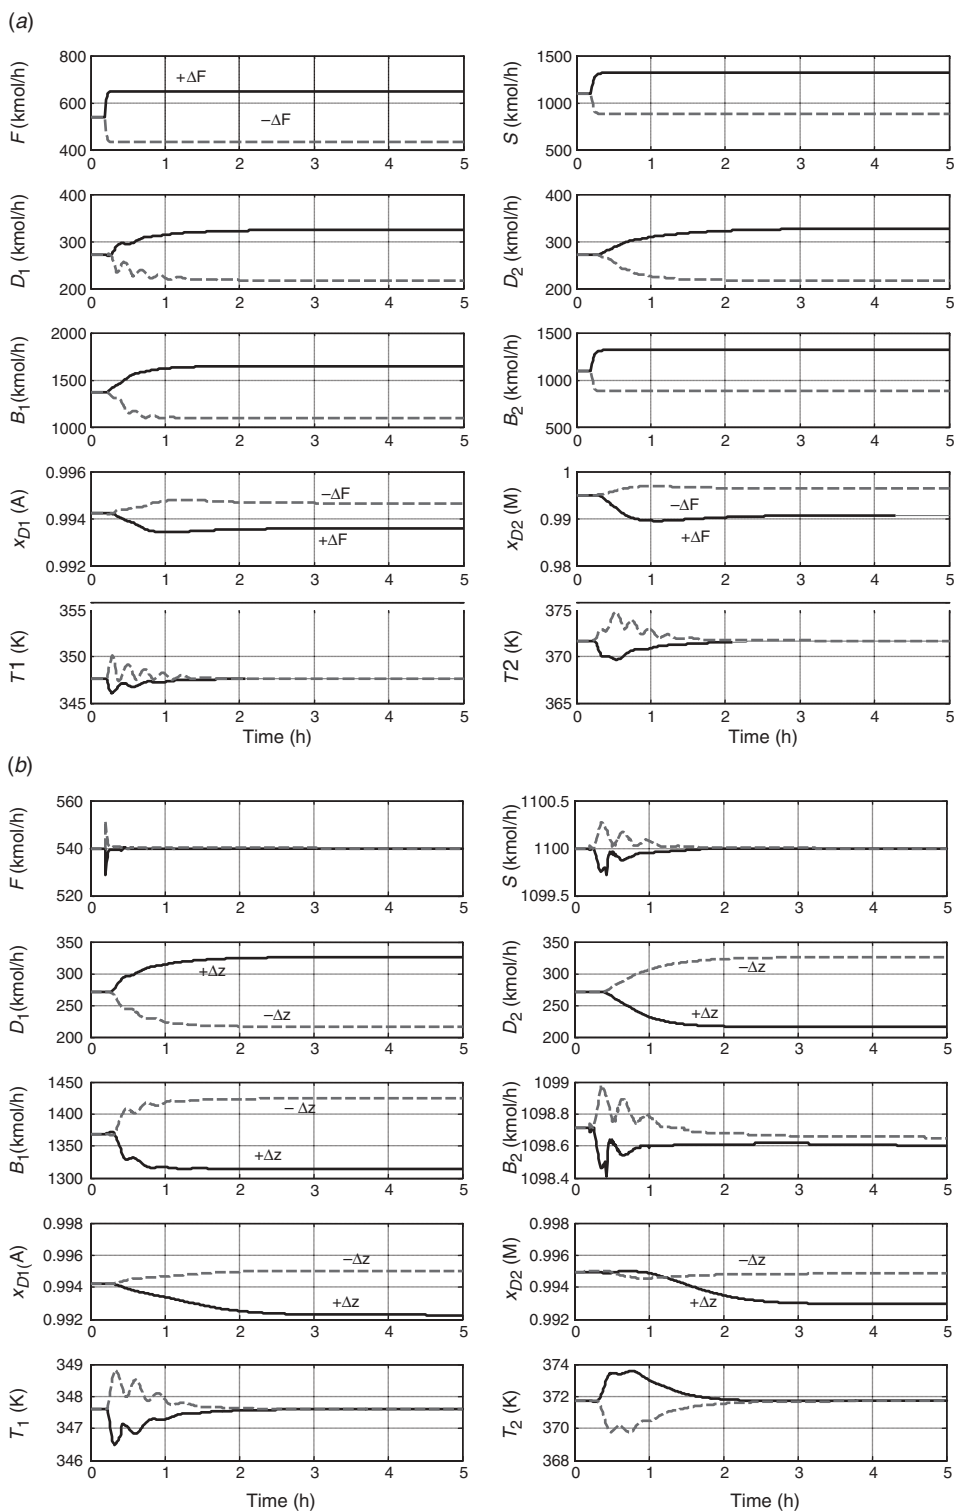 (a)
F (kmol/h)
800
600
400
+ΔF
−ΔF
0 1 2 3 4 5
S (kmol/h)
1500
1000
500
0 1 2 3 4 5
D1 (kmol/h)
400
300
200
0 1 2 3 4 5
D2 (kmol/h)
400
300
200
0 1 2 3 4 5
B1 (kmol/h)
2000
1500
1000
0 1 2 3 4 5
B2 (kmol/h)
1500
1000
500
0 1 2 3 4 5
xD1 (A)
0.996
0.994
0.992
−ΔF
+ΔF
0 1 2 3 4 5
xD2 (M)
1
0.99
0.98
−ΔF
+ΔF
0 1 2 3 4 5
T1 (K)
355
350
345
0 1 2 3 4 5
Time (h)
T2 (K)
375
370
365
0 1 2 3 4 5
Time (h)
(b)
F (kmol/h)
560
540
520
0 1 2 3 4 5
S (kmol/h)
1100.5
1100
1099.5
0 1 2 3 4 5
D1(kmol/h)
350
300
250
200
+Δz
−Δz
0 1 2 3 4 5
D2 (kmol/h)
350
300
250
200
−Δz
+Δz
0 1 2 3 4 5
B1(kmol/h)
1450
1400
1350
1300
−Δz
+Δz
0 1 2 3 4 5
B2(kmol/h)
1099
1098.8
1098.6
1098.4
0 1 2 3 4 5
xD1(A)
0.998
0.996
0.994
0.992
−Δz
+Δz
0 1 2 3 4 5
xD2 (M)
0.998
0.996
0.994
0.992
−Δz
+Δz
0 1 2 3 4 5
T1 (K)
349
348
347
346
0 1 2 3 4 5
Time (h)
T2 (K)
374
372
370
368
0 1 2 3 4 5
Time (h)